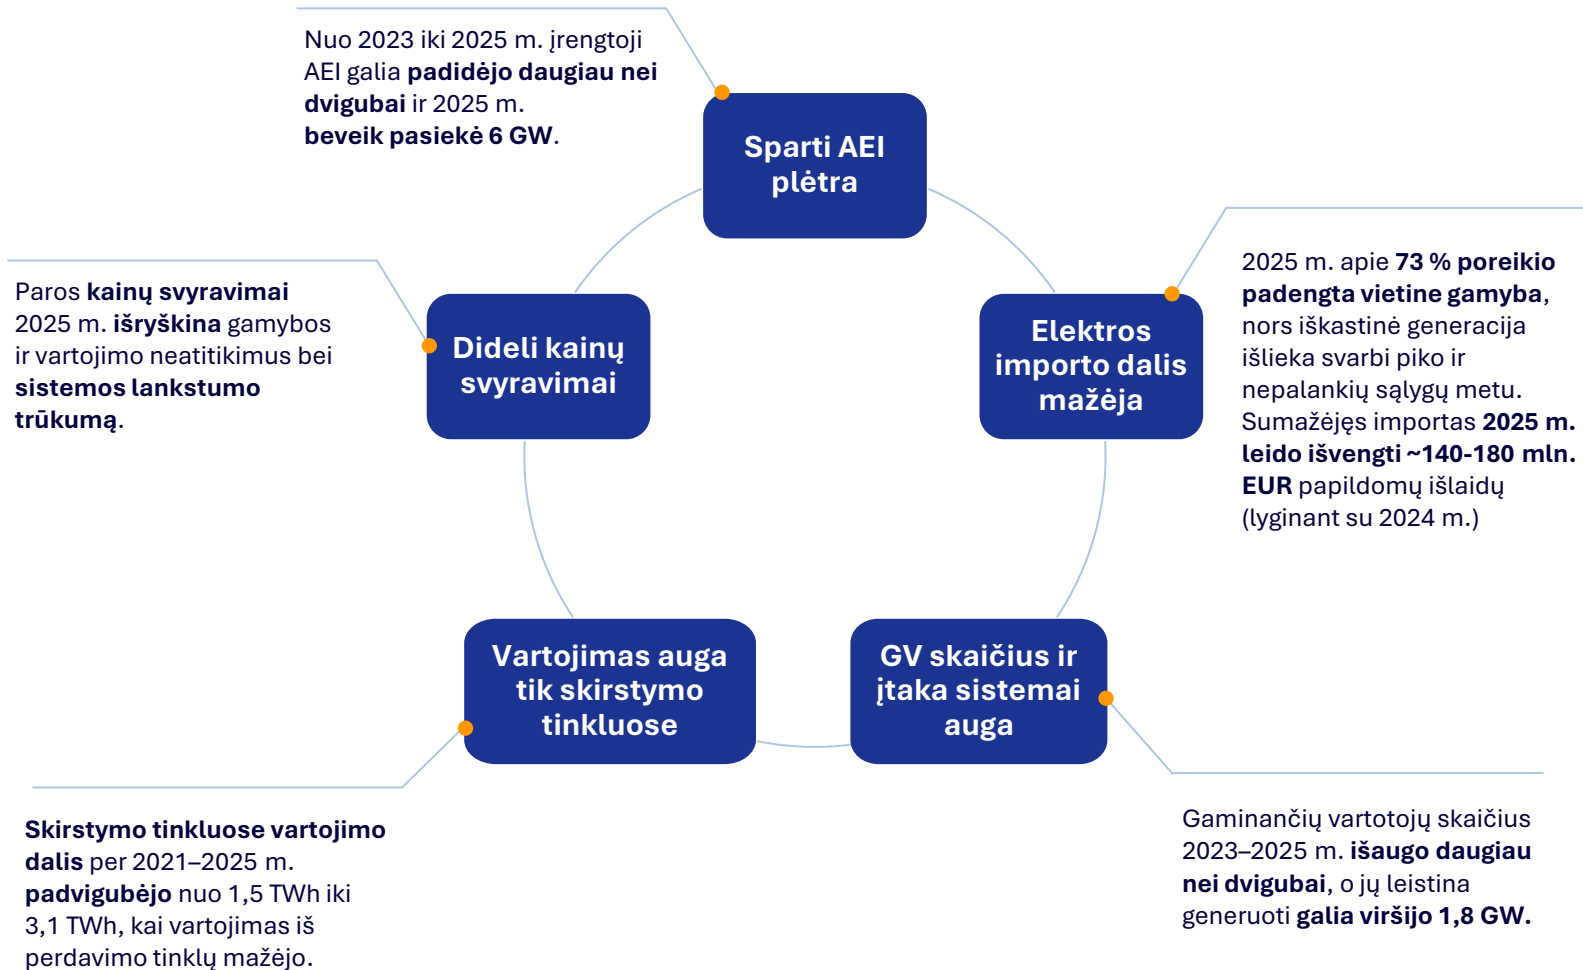 Nuo 2023 iki 2025 m. įrengtoji
AEI galia padidėjo daugiau nei
dvigubai ir 2025 m.
beveik pasiekė 6 GW.
Sparti AEI
plėtra
2025 m. apie 73 % poreikio
padengta vietine gamyba,
nors iškastinė generacija
išlieka svarbi piko ir
nepalankių sąlygų metu.
Sumažėjęs importas 2025 m.
leido išvengti ~140-180 mln.
EUR papildomų išlaidų
(lyginant su 2024 m.)
Elektros
importo dalis
mažėja
Paros kainų svyravimai
2025 m. išryškina gamybos
ir vartojimo neatitikimus bei
sistemos lankstumo
trūkumą.
Dideli kainų
svyravimai
Vartojimas auga
tik skirstymo
tinkluose
GV skaičius ir
įtaka sistemai
auga
Skirstymo tinkluose vartojimo
dalis per 2021–2025 m.
padvigubėjo nuo 1,5 TWh iki
3,1 TWh, kai vartojimas iš
perdavimo tinklų mažėjo.
Gaminančių vartotojų skaičius
2023–2025 m. išaugo daugiau
nei dvigubai, o jų leistina
generuoti galia viršijo 1,8 GW.